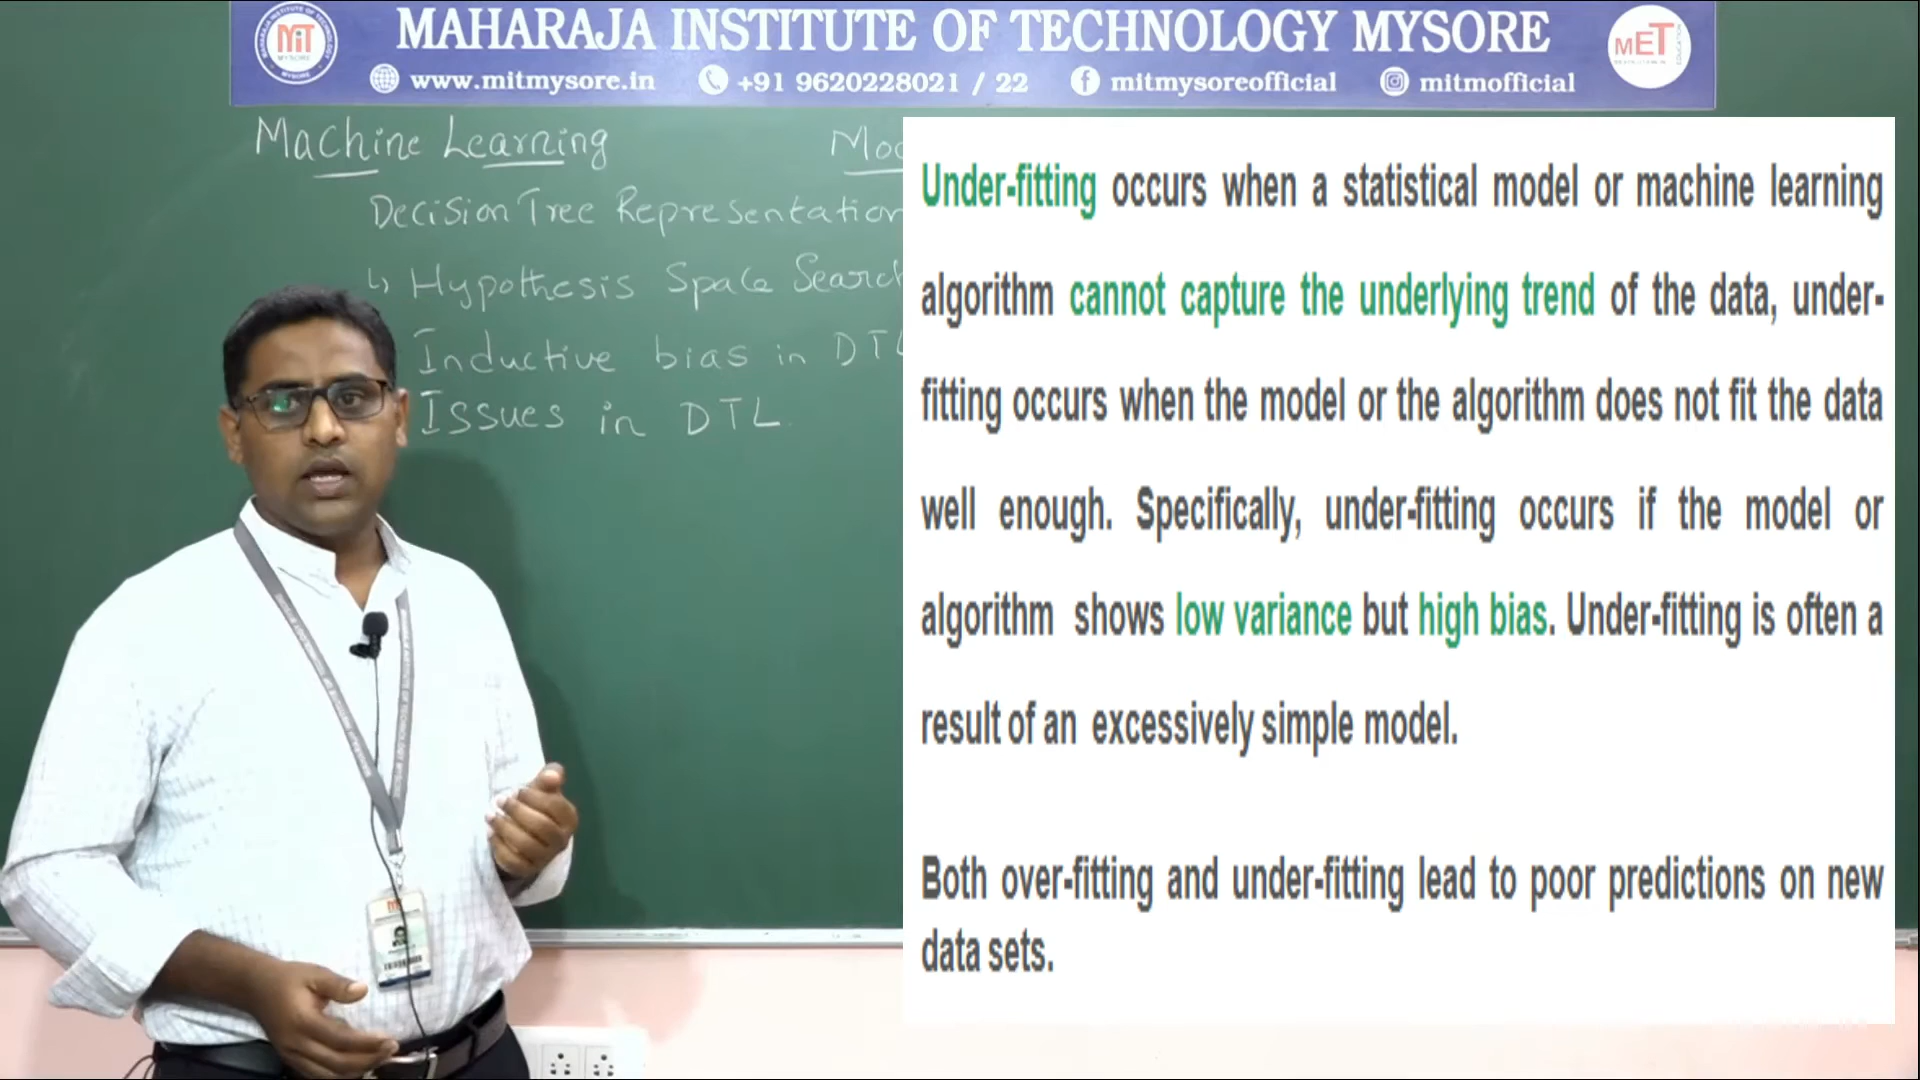 MAHARAJA INSTITUTE OF TECHNOLOGY MYSORE
www.mitmysore.in +91 9620228021 / 22 mitmysoreofficial mitmofficial
MiT
MYSORE
MET
Machine Learning
Decision Tree Representation
Hypothesis Space Search
Inductive bias in DTL
Issues in DTL.
Under-fitting occurs when a statistical model or machine learning
algorithm cannot capture the underlying trend of the data, under-
fitting occurs when the model or the algorithm does not fit the data
well enough. Specifically, under-fitting occurs if the model or
algorithm shows low variance but high bias. Under-fitting is often a
result of an excessively simple model.
Both over-fitting and under-fitting lead to poor predictions on new
data sets.